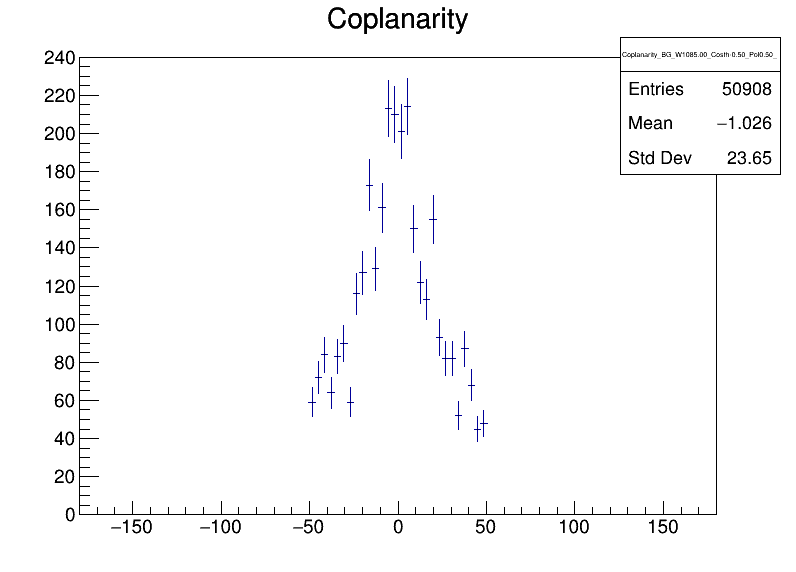 Coplanarity
Coplanarity_BG_W1085.00_Costh-0.50_Pol0.50_
Entries 50908
Mean −1.026
Std Dev 23.65
240
220
200
180
160
140
120
100
80
60
40
20
0
−150 −100 −50 0 50 100 150